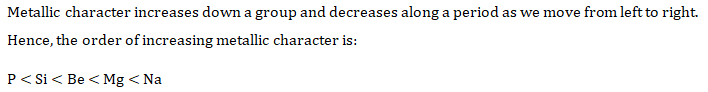 Metallic character increases down a group and decreases along a period as we move from left to right.
Hence, the order of increasing metallic character is:
P < Si < Be < Mg < Na